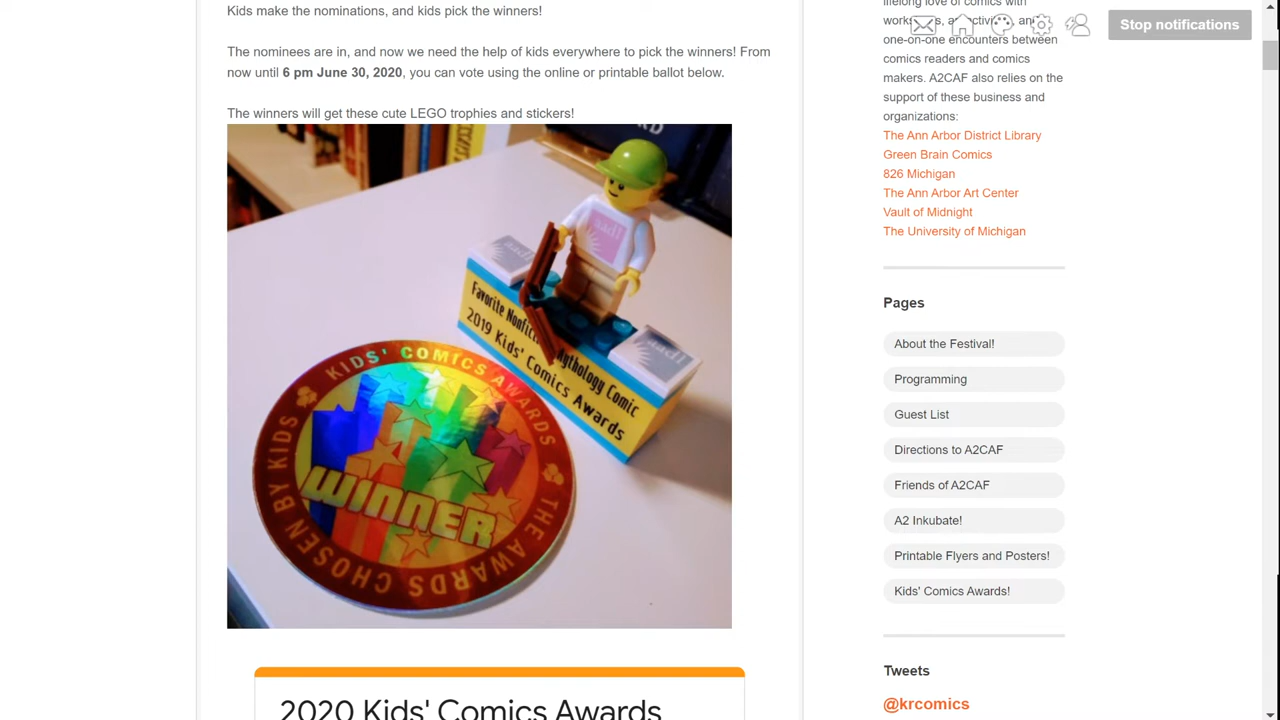 Kids make the nominations, and kids pick the winners!
The nominees are in, and now we need the help of kids everywhere to pick the winners! From
now until 6 pm June 30, 2020, you can vote using the online or printable ballot below.
The winners will get these cute LEGO trophies and stickers!
Favorite Nonfic Mythology Comic
2019 Kids' Comics Awards
KIDS' COMICS AWARDS
THE AWARDS CHOSEN BY KIDS
WINNER
2020 Kids' Comics Awards
lifelong love of comics with
one-on-one encounters between
comics readers and comics
makers. A2CAF also relies on the
support of these business and
organizations:
The Ann Arbor District Library
Green Brain Comics
826 Michigan
The Ann Arbor Art Center
Vault of Midnight
The University of Michigan
Stop notifications
Pages
About the Festival!
Programming
Guest List
Directions to A2CAF
Friends of A2CAF
A2 Inkubate!
Printable Flyers and Posters!
Kids' Comics Awards!
Tweets
@krcomics